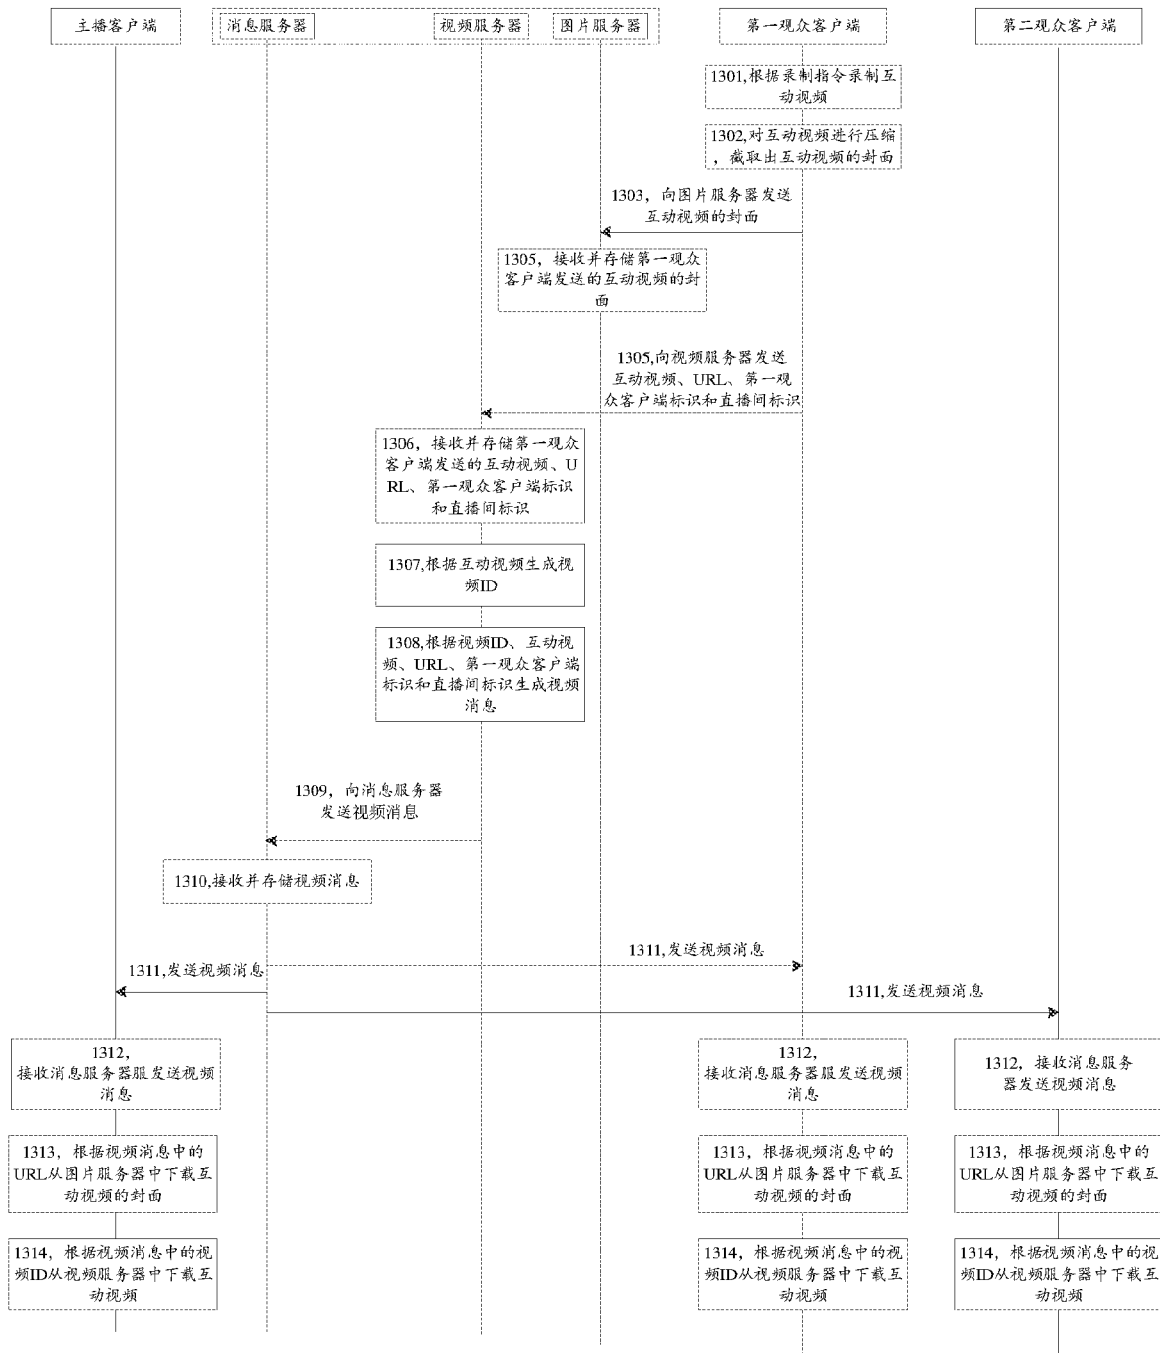 主播客户端
消息服务器
视频服务器
图片服务器
第一观众客户端
第二观众客户端
1301,根据录制指令录制互
动视频
1302,对互动视频进行压缩
，截取出互动视频的封面
1303，向图片服务器发送
互动视频的封面
1305，接收并存储第一观众
客户端发送的互动视频的封
面
1305,向视频服务器发送
互动视频、URL、第一观
众客户端标识和直播间标识
1306，接收并存储第一观众
客户端发送的互动视频、U
RL、第一观众客户端标识
和直播间标识
1307,根据互动视频生成视
频ID
1308,根据视频ID、互动视
频、URL、第一观众客户端
标识和直播间标识生成视频
消息
1309，向消息服务器
发送视频消息
1310,接收并存储视频消息
1311,发送视频消息
1311,发送视频消息
1311,发送视频消息
1312，
接收消息服务器服发送视频
消息
1312，
接收消息服务器服发送视频
消息
1312，接收消息服务
器发送视频消息
1313，根据视频消息中的
URL从图片服务器中下载互
动视频的封面
1313，根据视频消息中的
URL从图片服务器中下载互
动视频的封面
1313，根据视频消息中的
URL从图片服务器中下载互
动视频的封面
1314，根据视频消息中的视
频ID从视频服务器中下载互
动视频
1314，根据视频消息中的视
频ID从视频服务器中下载互
动视频
1314，根据视频消息中的视
频ID从视频服务器中下载互
动视频